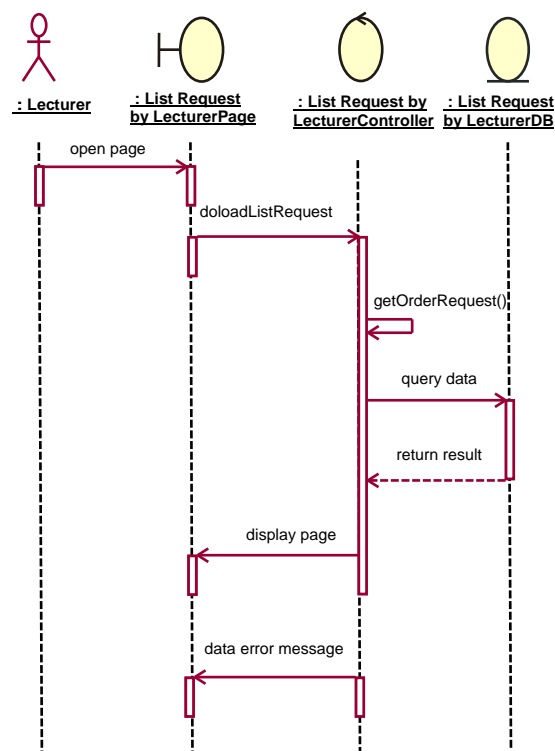 : Lecturer
: List Request
by LecturerPage
: List Request by
LecturerController
: List Request
by LecturerDB
open page
doloadListRequest
getOrderRequest()
query data
return result
display page
data error message